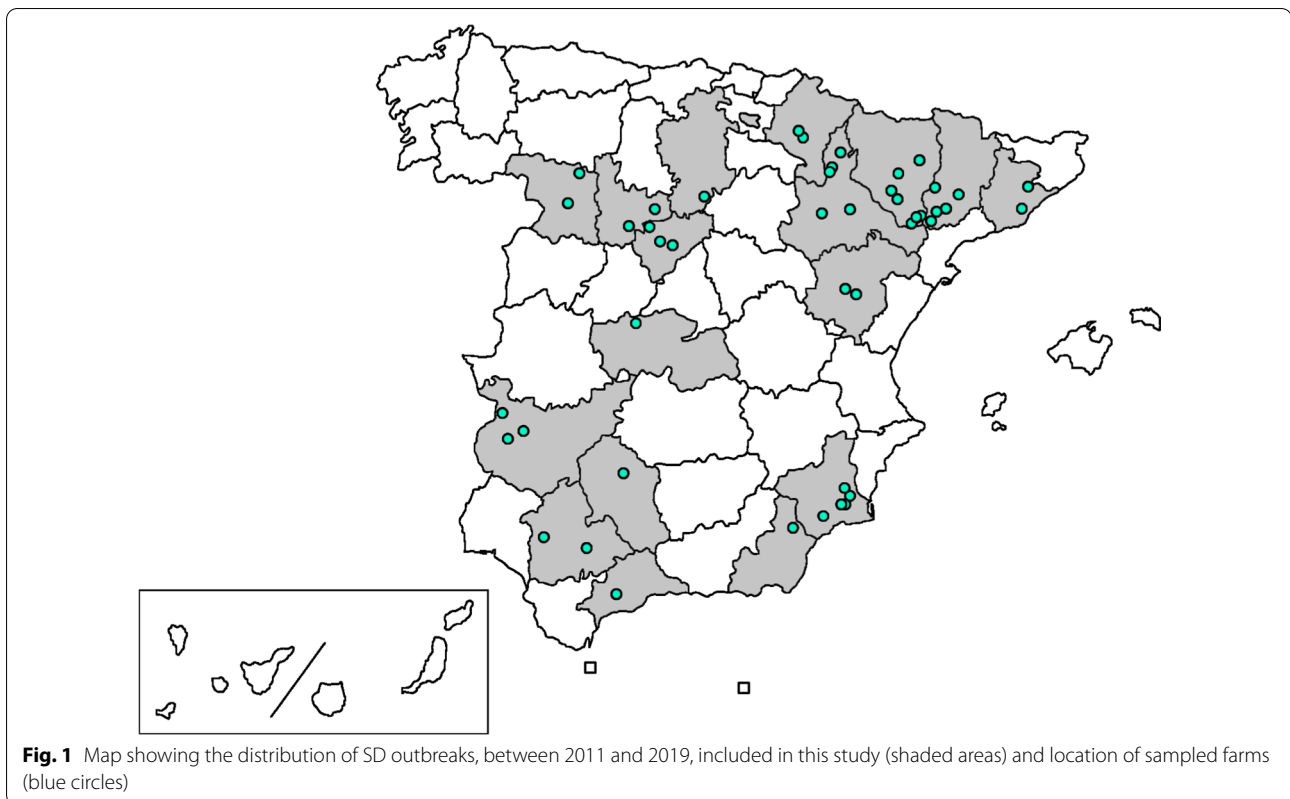 Fig. 1 Map showing the distribution of SD outbreaks, between 2011 and 2019, included in this study (shaded areas) and location of sampled farms
(blue circles)